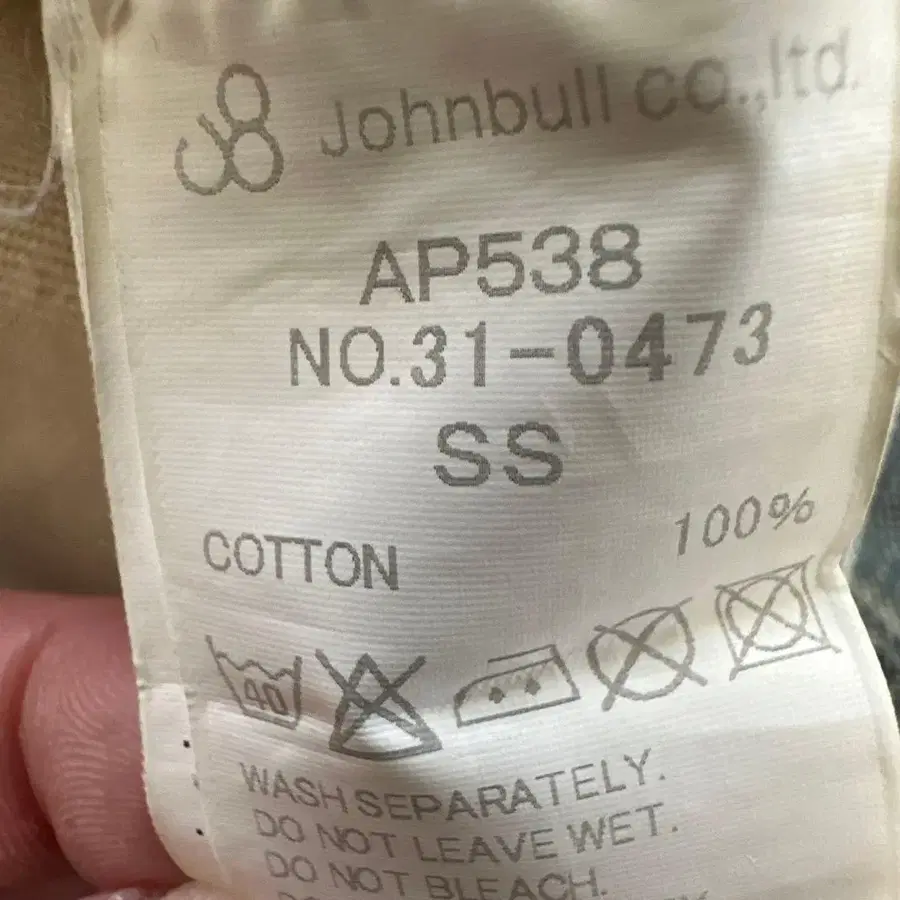 Johnbull co.,ltd.
AP538
NO.31-0473
SS
COTTON 100%
40
WASH SEPARATELY.
DO NOT LEAVE WET.
DO NOT BLEACH.